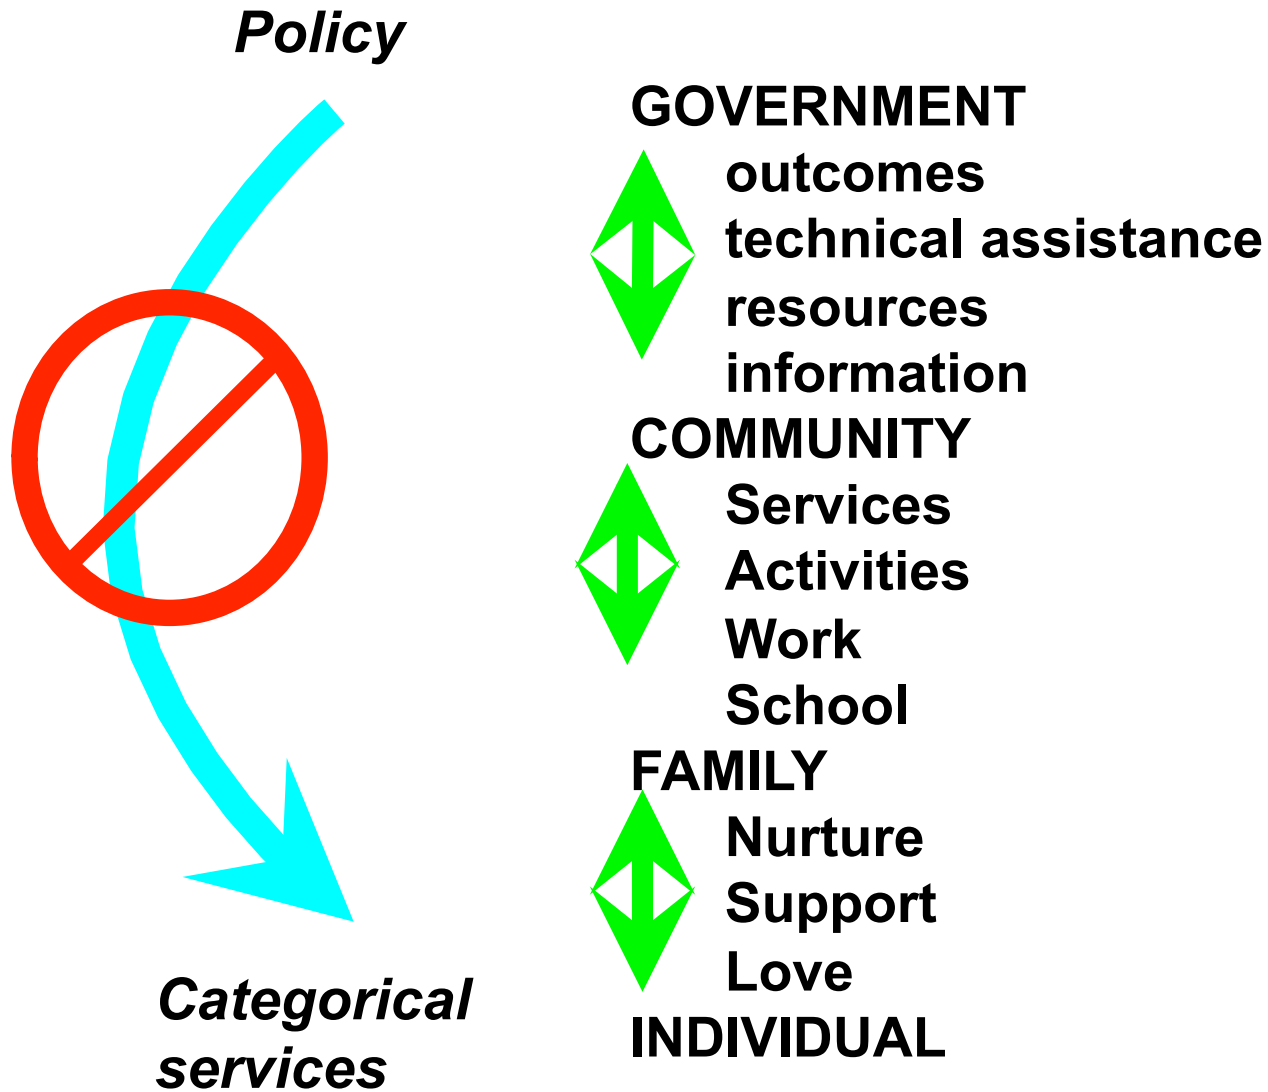 Policy
GOVERNMENT
outcomes
technical assistance
resources
information
COMMUNITY
Services
Activities
Work
School
FAMILY
Nurture
Support
Love
INDIVIDUAL
Categorical
services